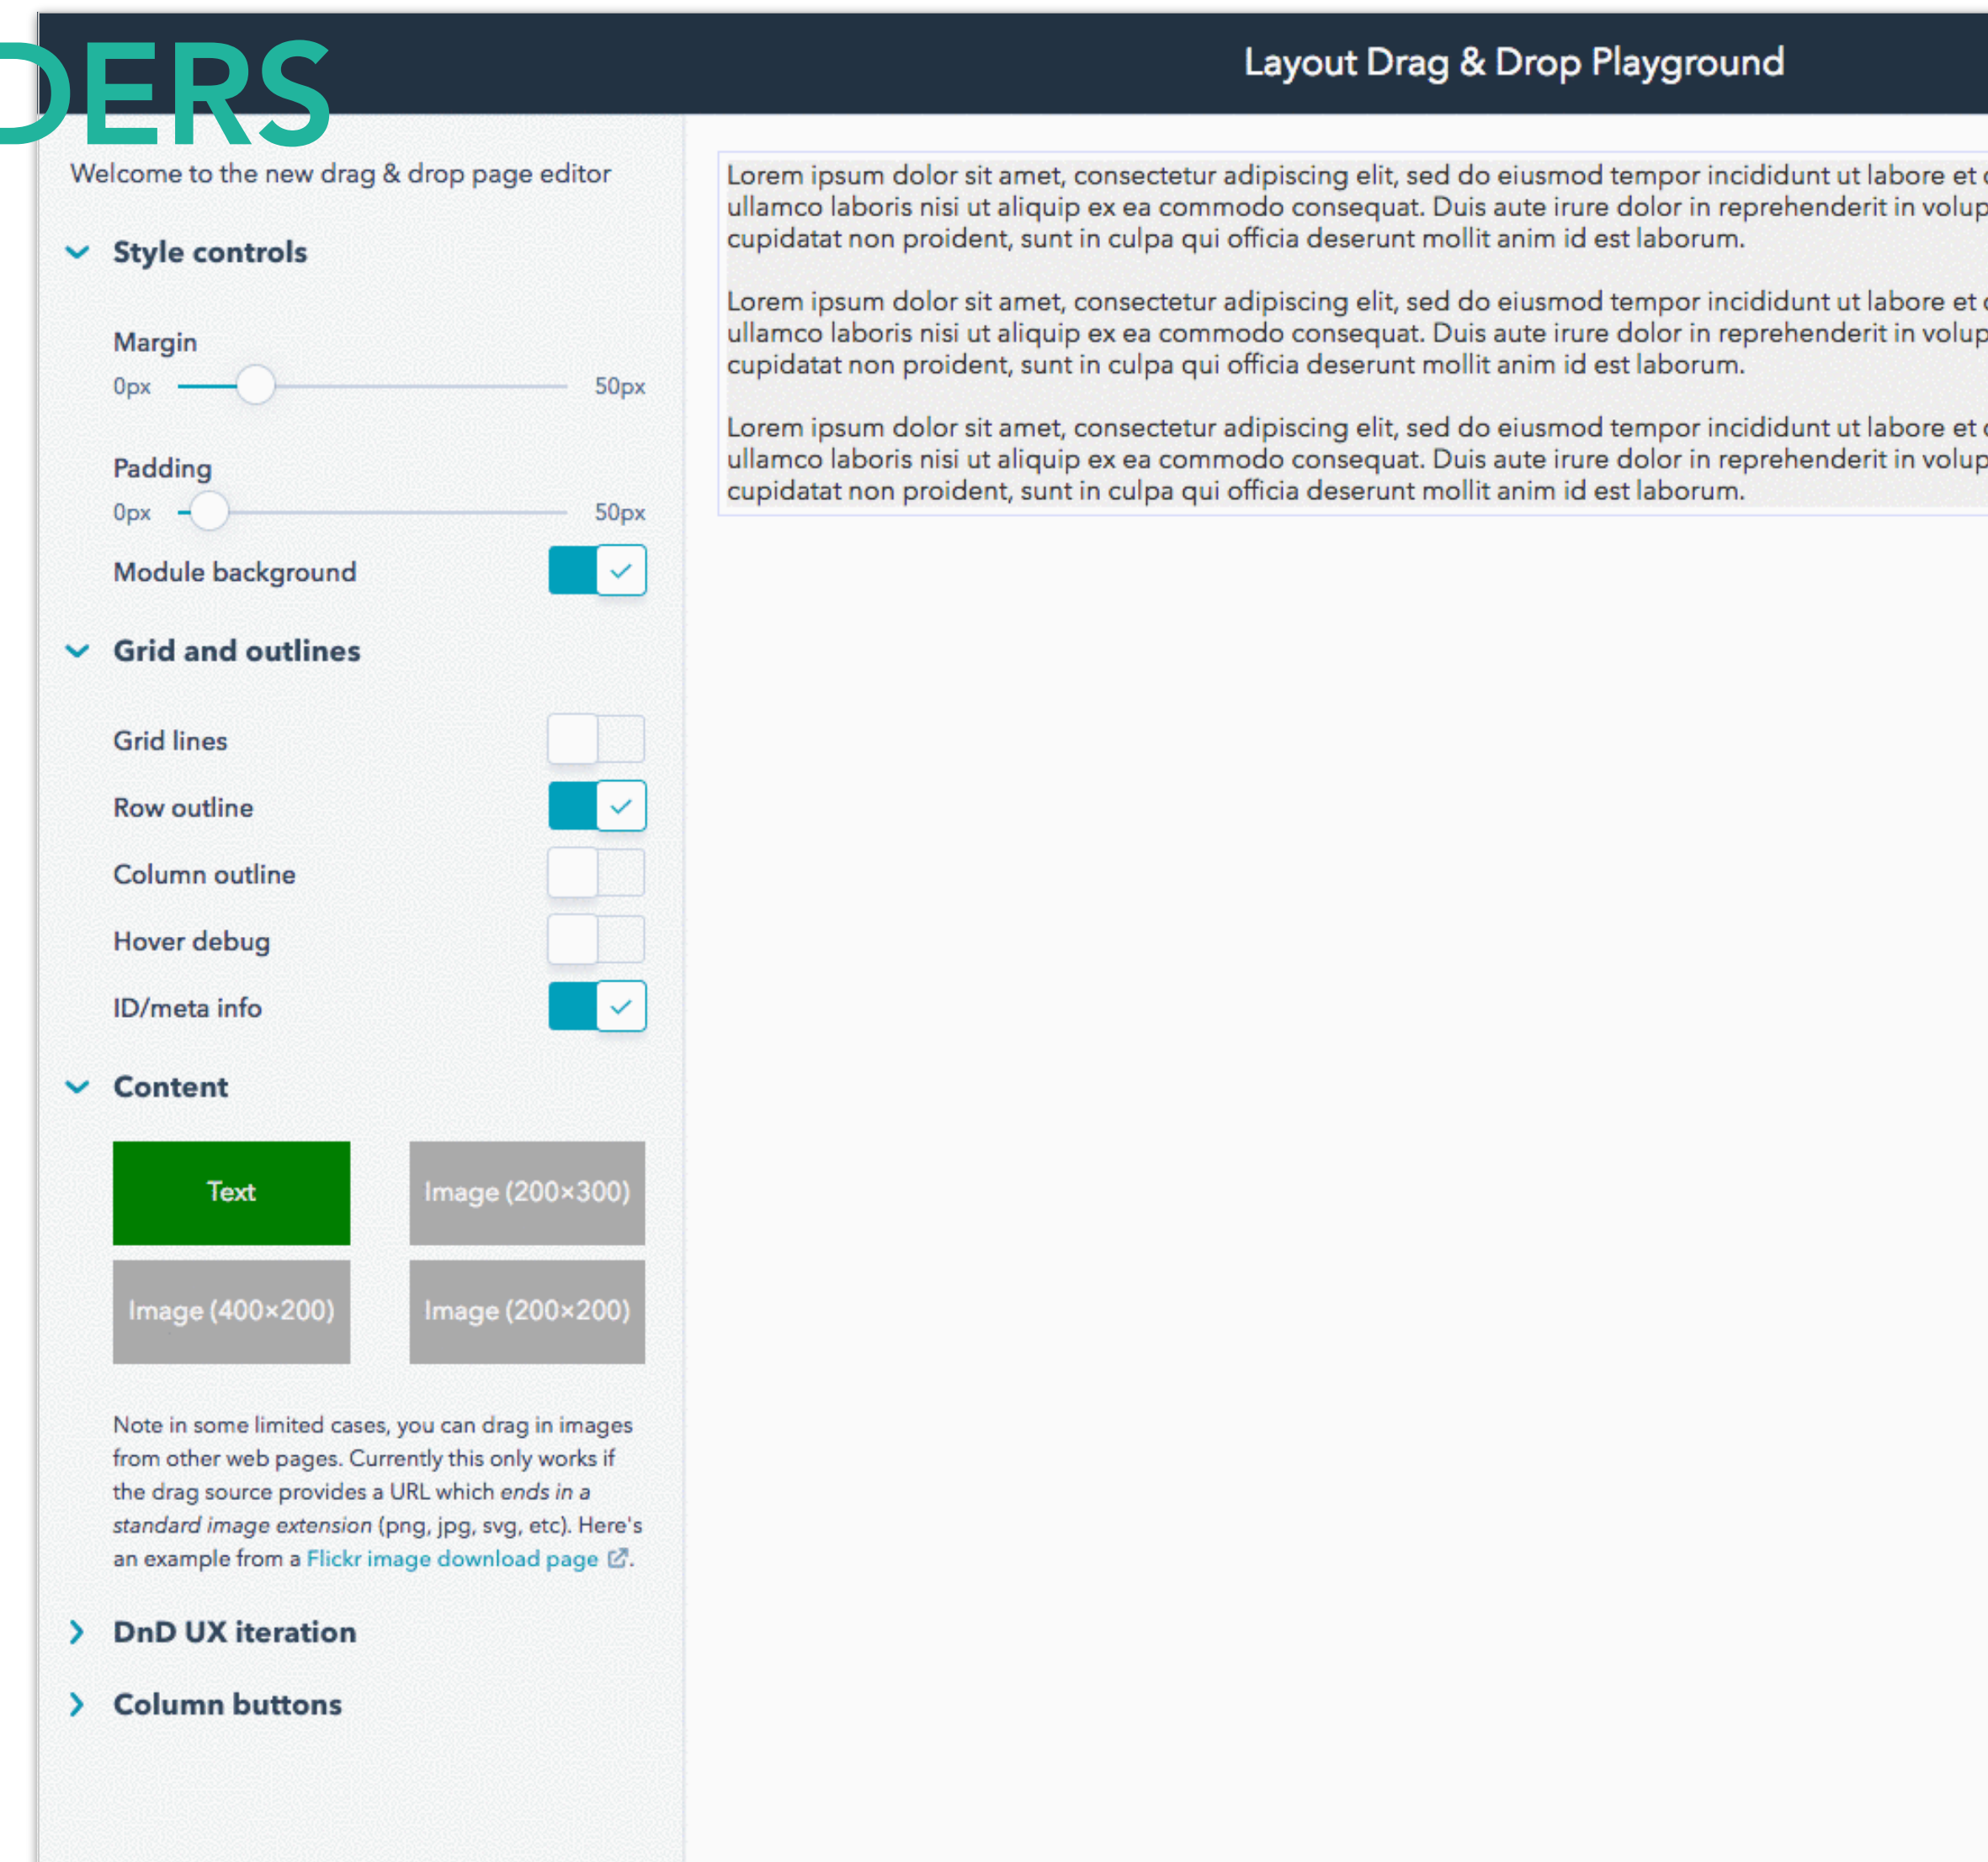 DERS
Layout Drag & Drop Playground
Welcome to the new drag & drop page editor
Style controls
Margin
0px 50px
Padding
0px 50px
Module background
Grid and outlines
Grid lines
Row outline
Column outline
Hover debug
ID/meta info
Content
Text
Image (200×300)
Image (400×200)
Image (200×200)
Note in some limited cases, you can drag in images
from other web pages. Currently this only works if
the drag source provides a URL which ends in a
standard image extension (png, jpg, svg, etc). Here's
an example from a Flickr image download page.
DnD UX iteration
Column buttons
Lorem ipsum dolor sit amet, consectetur adipiscing elit, sed do eiusmod tempor incididunt ut labore et
ullamco laboris nisi ut aliquip ex ea commodo consequat. Duis aute irure dolor in reprehenderit in volup
cupidatat non proident, sunt in culpa qui officia deserunt mollit anim id est laborum.
Lorem ipsum dolor sit amet, consectetur adipiscing elit, sed do eiusmod tempor incididunt ut labore et
ullamco laboris nisi ut aliquip ex ea commodo consequat. Duis aute irure dolor in reprehenderit in volup
cupidatat non proident, sunt in culpa qui officia deserunt mollit anim id est laborum.
Lorem ipsum dolor sit amet, consectetur adipiscing elit, sed do eiusmod tempor incididunt ut labore et
ullamco laboris nisi ut aliquip ex ea commodo consequat. Duis aute irure dolor in reprehenderit in volup
cupidatat non proident, sunt in culpa qui officia deserunt mollit anim id est laborum.